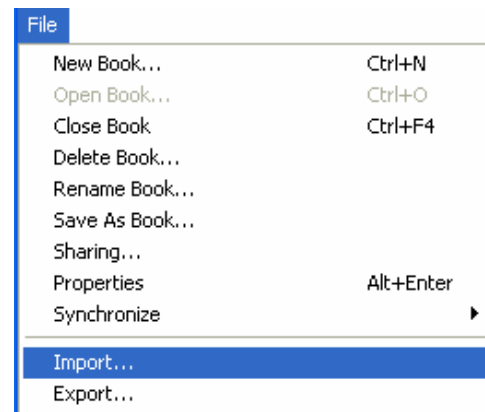 File
New Book... Ctrl+N
Open Book... Ctrl+O
Close Book Ctrl+F4
Delete Book...
Rename Book...
Save As Book...
Sharing...
Properties Alt+Enter
Synchronize
Import...
Export...